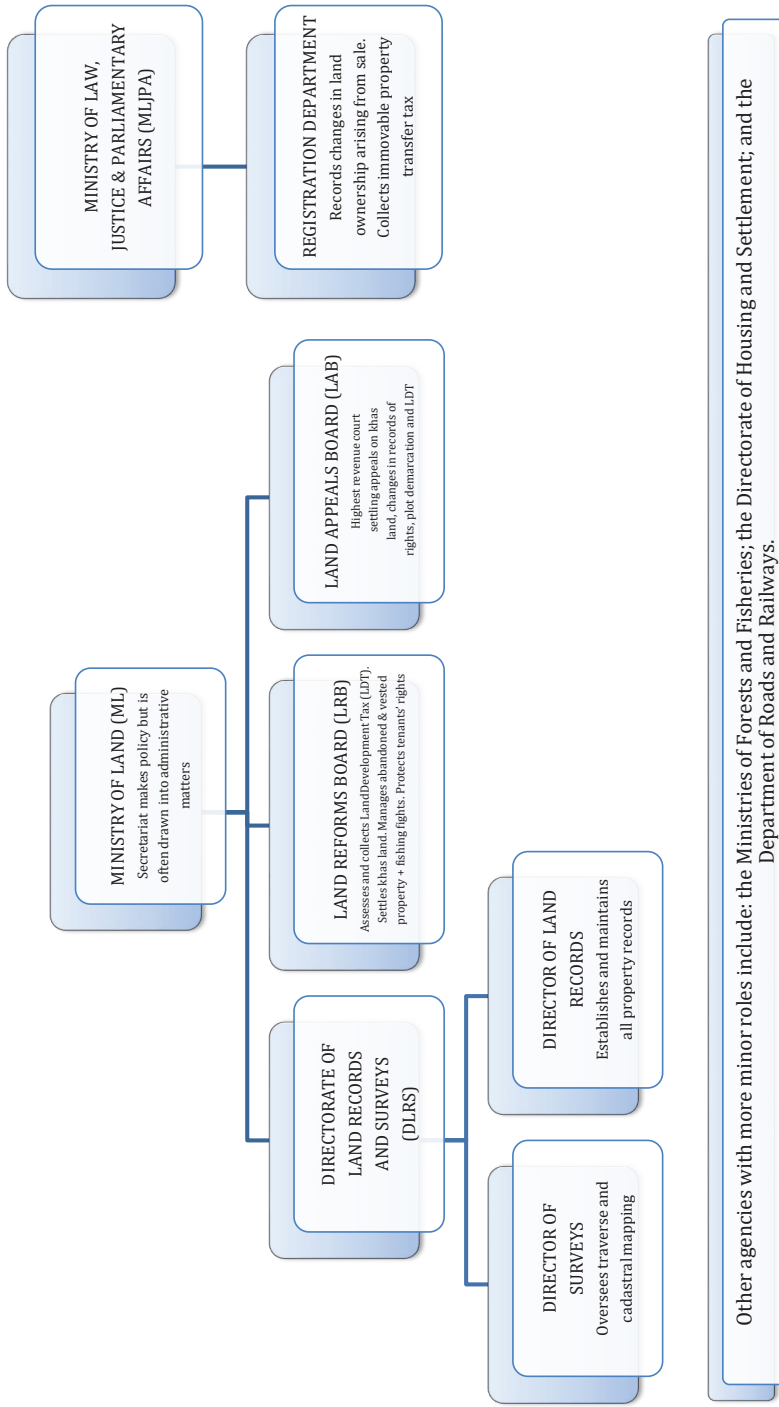 MINISTRY OF LAND (ML)
Secretariat makes policy but is
often drawn into administrative
matters
MINISTRY OF LAW,
JUSTICE & PARLIAMENTARY
AFFAIRS (MLJPA)
DIRECTORATE OF
LAND RECORDS
AND SURVEYS
(DLRS)
LAND REFORMS BOARD (LRB)
Assesses and collects LandDevelopment Tax (LDT).
Settles khas land. Manages abandoned & vested
property + fishing fights. Protects tenants' rights
LAND APPEALS BOARD (LAB)
Highest revenue court
settling appeals on khas
land, changes in records of
rights, plot demarcation and LDT
REGISTRATION DEPARTMENT
Records changes in land
ownership arising from sale.
Collects immovable property
transfer tax
DIRECTOR OF
SURVEYS
Oversees traverse and
cadastral mapping
DIRECTOR OF LAND
RECORDS
Establishes and maintains
all property records
Other agencies with more minor roles include: the Ministries of Forests and Fisheries; the Directorate of Housing and Settlement; and the
Department of Roads and Railways.